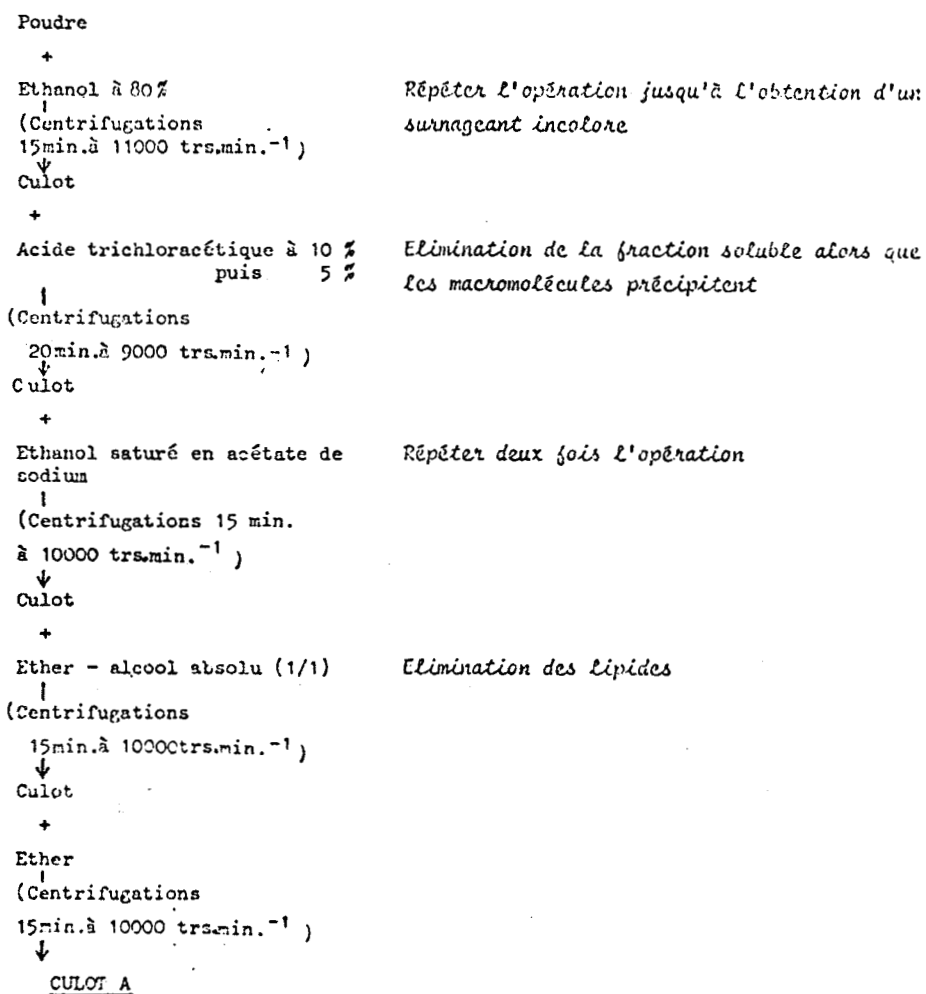 Poudre
+
Ethanol à 80 % Répéter l'opération jusqu'à l'obtention d'un
(Centrifugations surnageant incolore
15min.à 11000 trs.min.-1 )
Culot
+
Acide trichloracétique à 10 % Elimination de la fraction soluble alors que
puis 5 % les macromolécules précipitent
(Centrifugations
20min.à 9000 trs.min.-1 )
Culot
+
Ethanol saturé en acétate de Répéter deux fois l'opération
sodium
(Centrifugations 15 min.
à 10000 trs.min.-1 )
Culot
+
Ether - alcool absolu (1/1) Elimination des lipides
(Centrifugations
15min.à 10000trs.min.-1 )
Culot
+
Ether
(Centrifugations
15min.à 10000 trs.min.-1 )
CULOT A